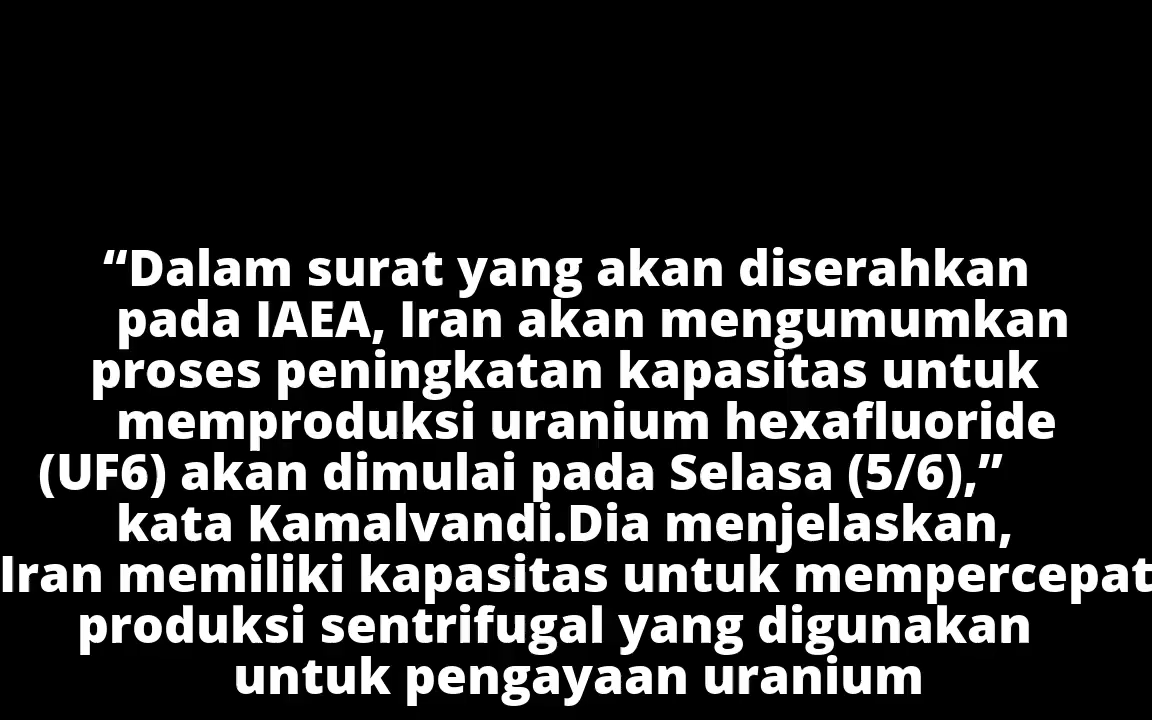 “Dalam surat yang akan diserahkan
pada IAEA, Iran akan mengumumkan
proses peningkatan kapasitas untuk
memproduksi uranium hexafluoride
(UF6) akan dimulai pada Selasa (5/6),”
kata Kamalvandi.Dia menjelaskan,
Iran memiliki kapasitas untuk mempercepat
produksi sentrifugal yang digunakan
untuk pengayaan uranium